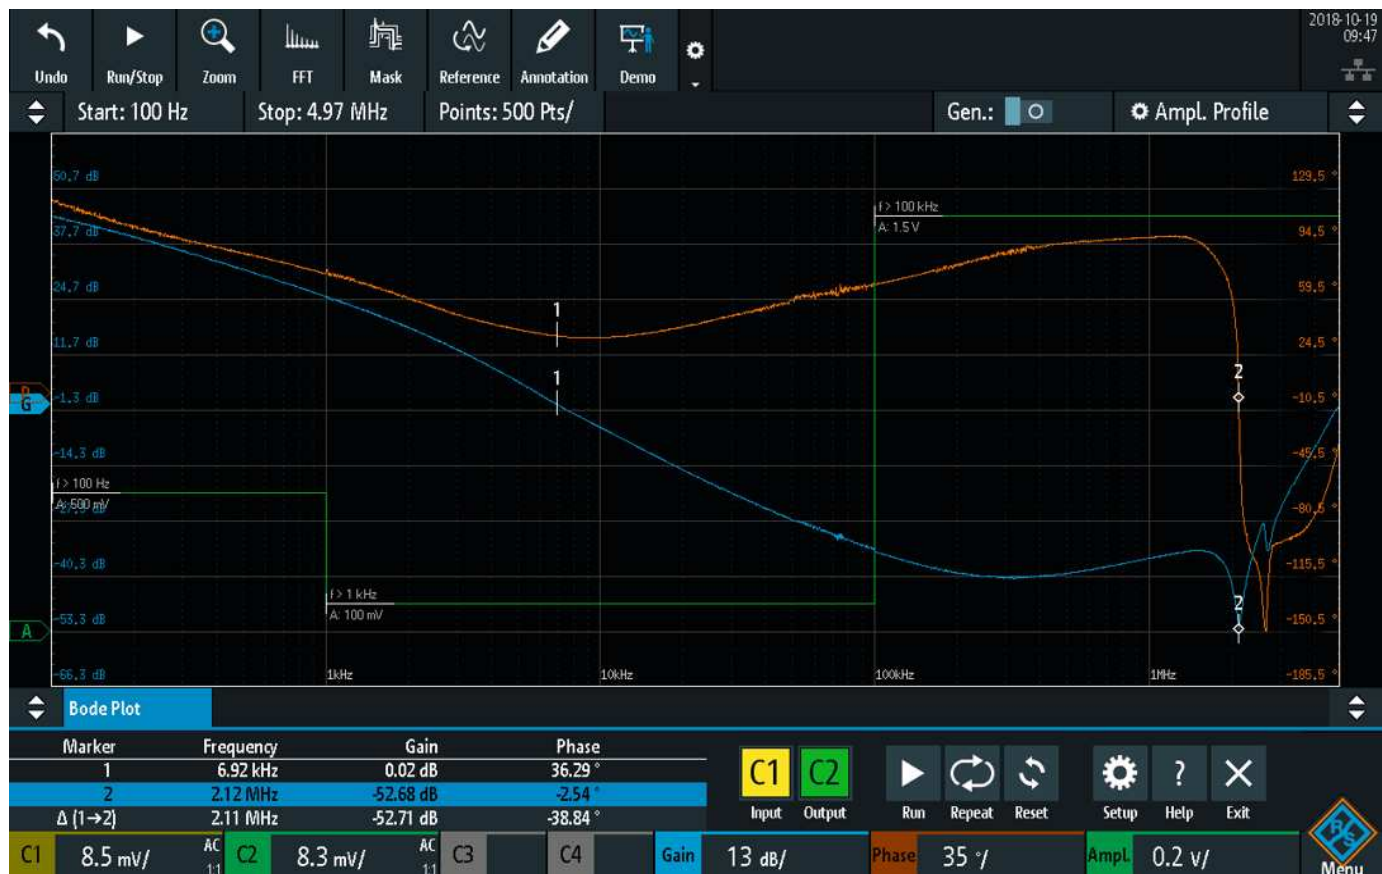 2018-10-19
09:47
Undo Run/Stop Zoom FFT Mask Reference Annotation Demo
Start: 100 Hz Stop: 4.97 MHz Points: 500 Pts/ Gen.: Ampl. Profile
50.7 dB 129.5 °
f> 100 kHz
A: 1.5 V
37.7 dB 94.5 °
24.7 dB 59.5 °
1
11.7 dB 24.5 °
1 2
G -1.3 dB -10.5 °
-14.3 dB -45.5 °
f> 100 Hz
A: 500 mV
-90.5 °
-40.3 dB -115.5 °
f> 1 kHz
A: 100 mV
2
A -53.3 dB -150.5 °
-66.3 dB 1kHz 10kHz 100kHz 1MHz -185.5 °
Bode Plot
Marker Frequency Gain Phase
1 6.92 kHz 0.02 dB 36.29 °
2 2.12 MHz -52.68 dB -2.54 °
Δ (1→2) 2.11 MHz -52.71 dB -38.84 °
C1 C2
Input Output Run Repeat Reset Setup Help Exit
C1 8.5 mV/ AC 1:1 C2 8.3 mV/ AC 1:1 C3 C4 Gain 13 dB/ Phase 35 °/ Ampl. 0.2 V/
R&S
Menu